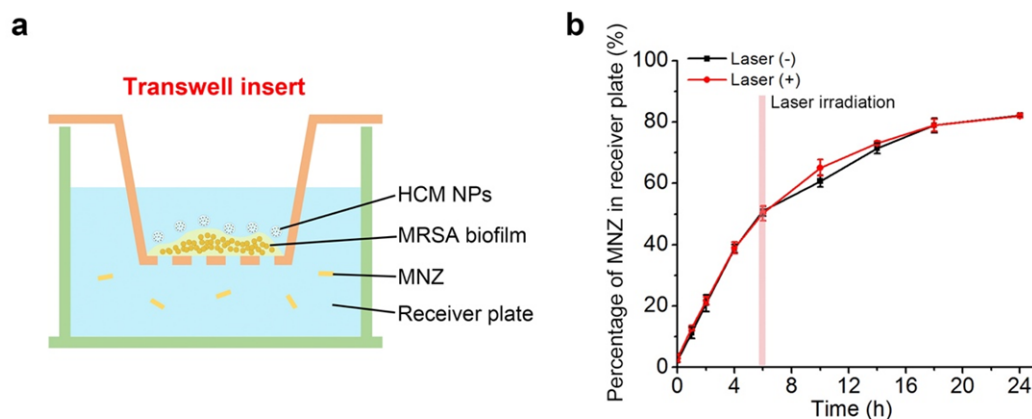 a
Transwell insert
HCM NPs
MRSA biofilm
MNZ
Receiver plate
b
Percentage of MNZ in receiver plate (%)
100
80
60
40
20
0
Laser (-)
Laser (+)
Laser irradiation
0 4 8 12 16 20 24
Time (h)